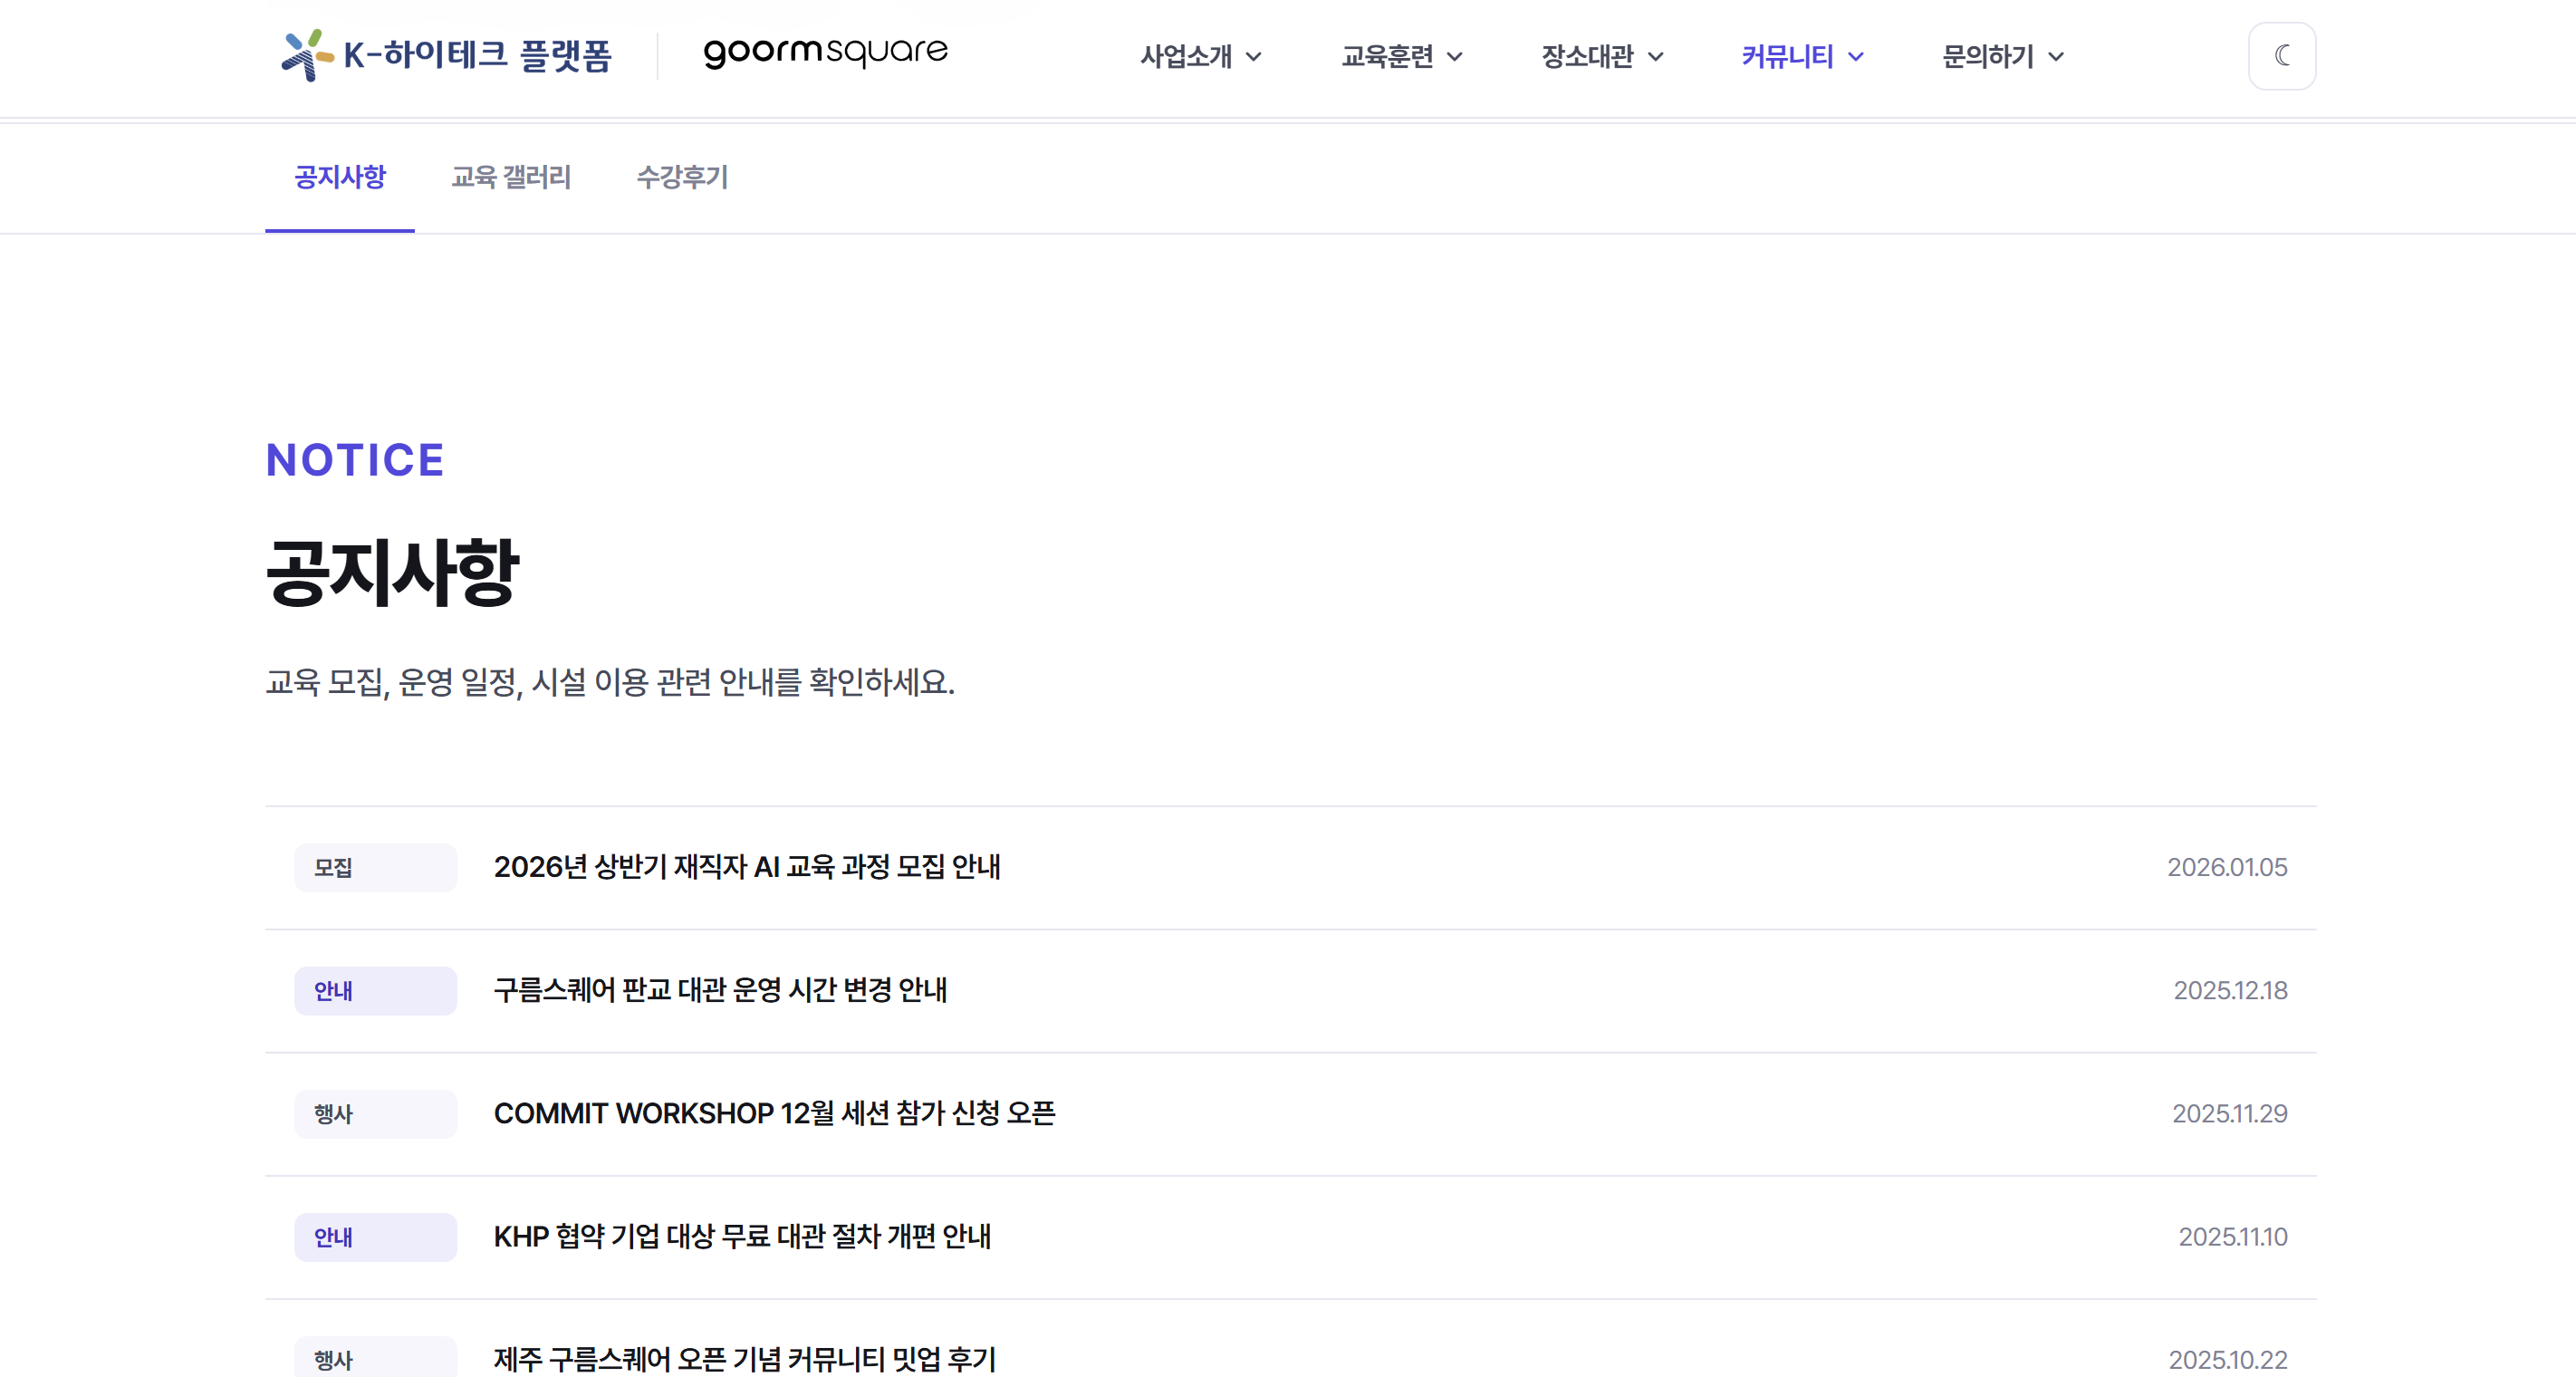 K-하이테크 플랫폼
goormsquare
사업소개
교육훈련
장소대관
커뮤니티
문의하기
공지사항
교육 갤러리
수강후기
NOTICE
공지사항
교육 모집, 운영 일정, 시설 이용 관련 안내를 확인하세요.
모집 2026년 상반기 재직자 AI 교육 과정 모집 안내 2026.01.05
안내 구름스퀘어 판교 대관 운영 시간 변경 안내 2025.12.18
행사 COMMIT WORKSHOP 12월 세션 참가 신청 오픈 2025.11.29
안내 KHP 협약 기업 대상 무료 대관 절차 개편 안내 2025.11.10
행사 제주 구름스퀘어 오픈 기념 커뮤니티 밋업 후기 2025.10.22